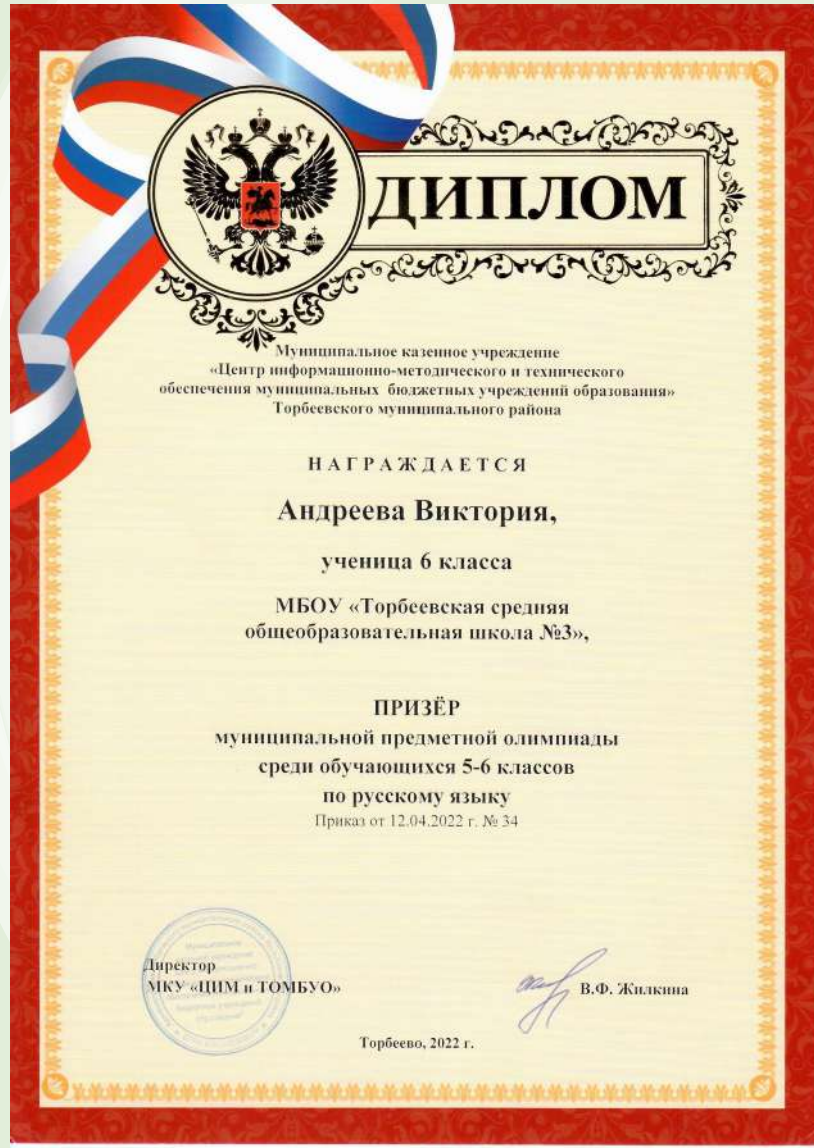 ДИПЛОМ
Муниципальное казенное учреждение
«Центр информационно-методического и технического
обеспечения муниципальных бюджетных учреждений образования»
Торбеевского муниципального района
НАГРАЖДАЕТСЯ
Андреева Виктория,
ученица 6 класса
МБОУ «Торбеевская средняя
общеобразовательная школа №3»,
ПРИЗЁР
муниципальной предметной олимпиады
среди обучающихся 5-6 классов
по русскому языку
Приказ от 12.04.2022 г. № 34
Директор
МКУ «ЦИМ и ТОМБУО»
В.Ф. Жилкина
Торбеево, 2022 г.